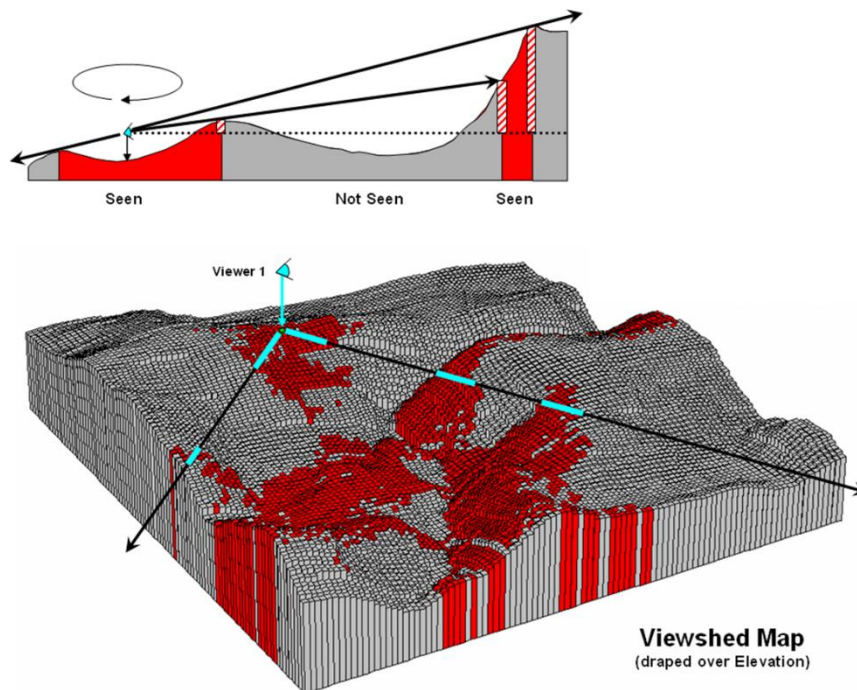 Seen
Not Seen
Seen
Viewer 1
Viewshed Map
(draped over Elevation)